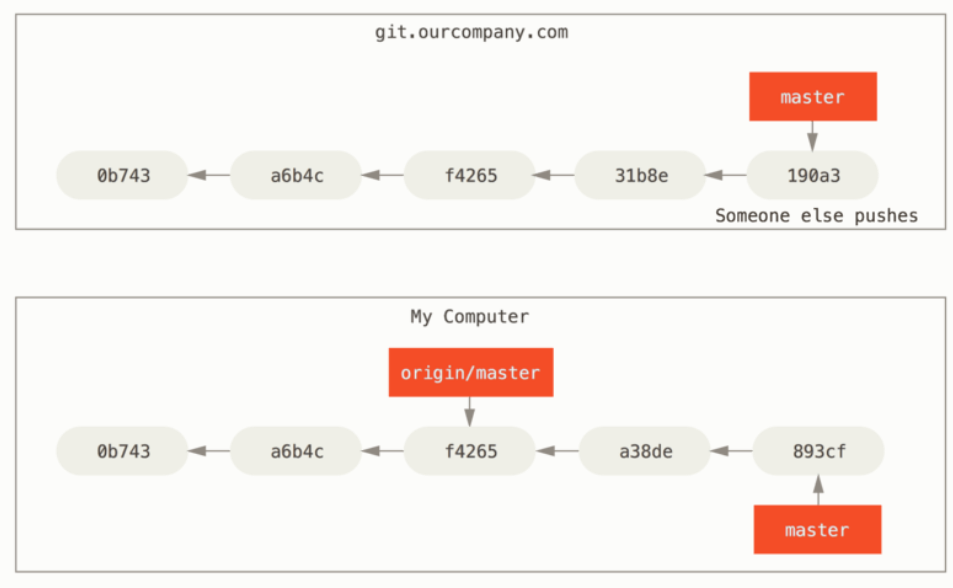 git.ourcompany.com
master
0b743 a6b4c f4265 31b8e 190a3
Someone else pushes
My Computer
origin/master
0b743 a6b4c f4265 a38de 893cf
master